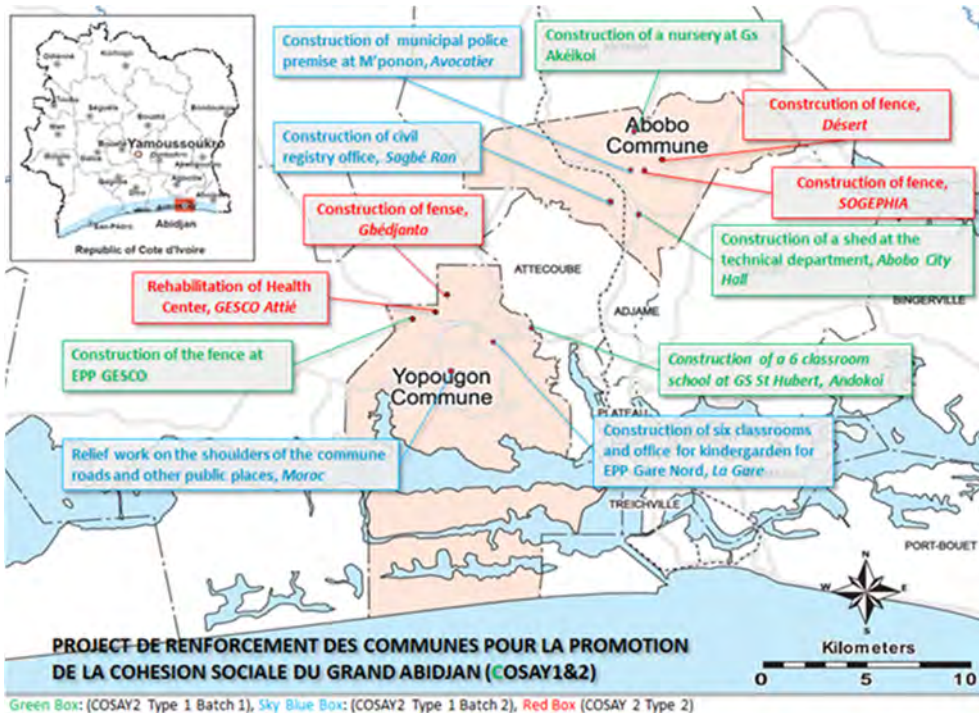 Construction of municipal police
premise at M'ponon, Avocatier
Construction of a nursery at Gs
Akéikoi
Constrcution of fence,
Désert
Abobo
Commune
Construction of civil
registry office, Sagbé Ran
Construction of fence,
SOGEPHIA
Construction of fense,
Gbédjanto
Construction of a shed at the
technical department, Abobo City
Hall
Korhogo
Touba
Séguéla
Bouaké
Bondoukou
Man
Yamoussoukro
Abidjan
San-Pédro
Republic of Cote d'Ivoire
ATTECOUBE
ADJAME
BINGERVILLE
Rehabilitation of Health
Center, GESCO Attié
Construction of the fence at
EPP GESCO
Construction of a 6 classroom
school at GS St Hubert, Andokoi
Yopougon
Commune
PLATEAU
Relief work on the shoulders of the commune
roads and other public places, Moroc
Construction of six classrooms
and office for kindergarden for
EPP Gare Nord, La Gare
TREICHVILLE
PORT-BOUET
N
W
E
S
PROJECT DE RENFORCEMENT DES COMMUNES POUR LA PROMOTION
DE LA COHESION SOCIALE DU GRAND ABIDJAN (COSAY1&2)
Kilometers
0 5 10
Green Box: (COSAY2 Type 1 Batch 1), Sky Blue Box: (COSAY2 Type 1 Batch 2), Red Box (COSAY 2 Type 2)